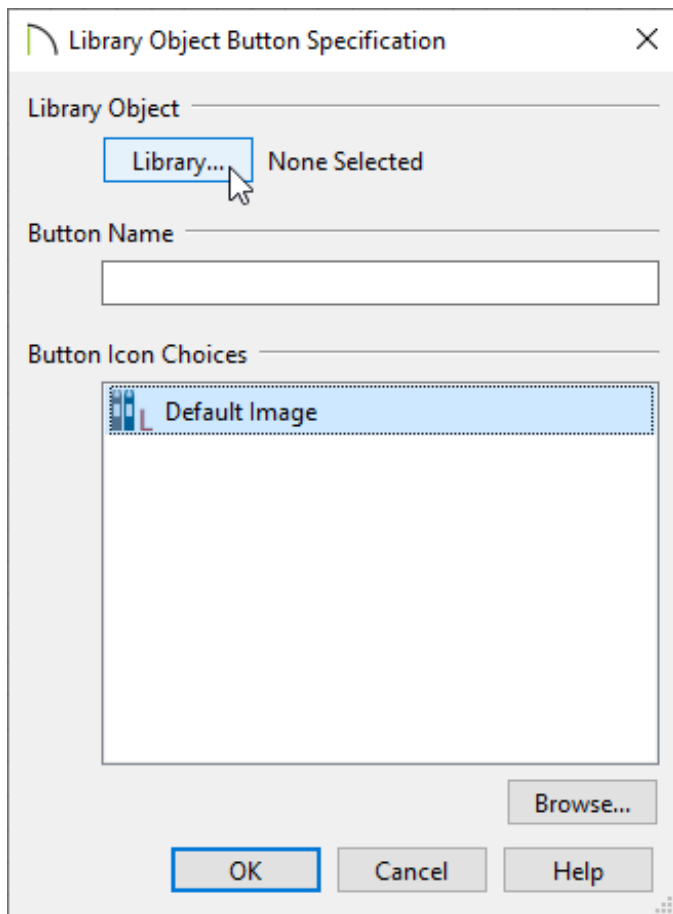 Library Object Button Specification
Library Object
Library... None Selected
Button Name
Button Icon Choices
L Default Image
Browse...
OK Cancel Help